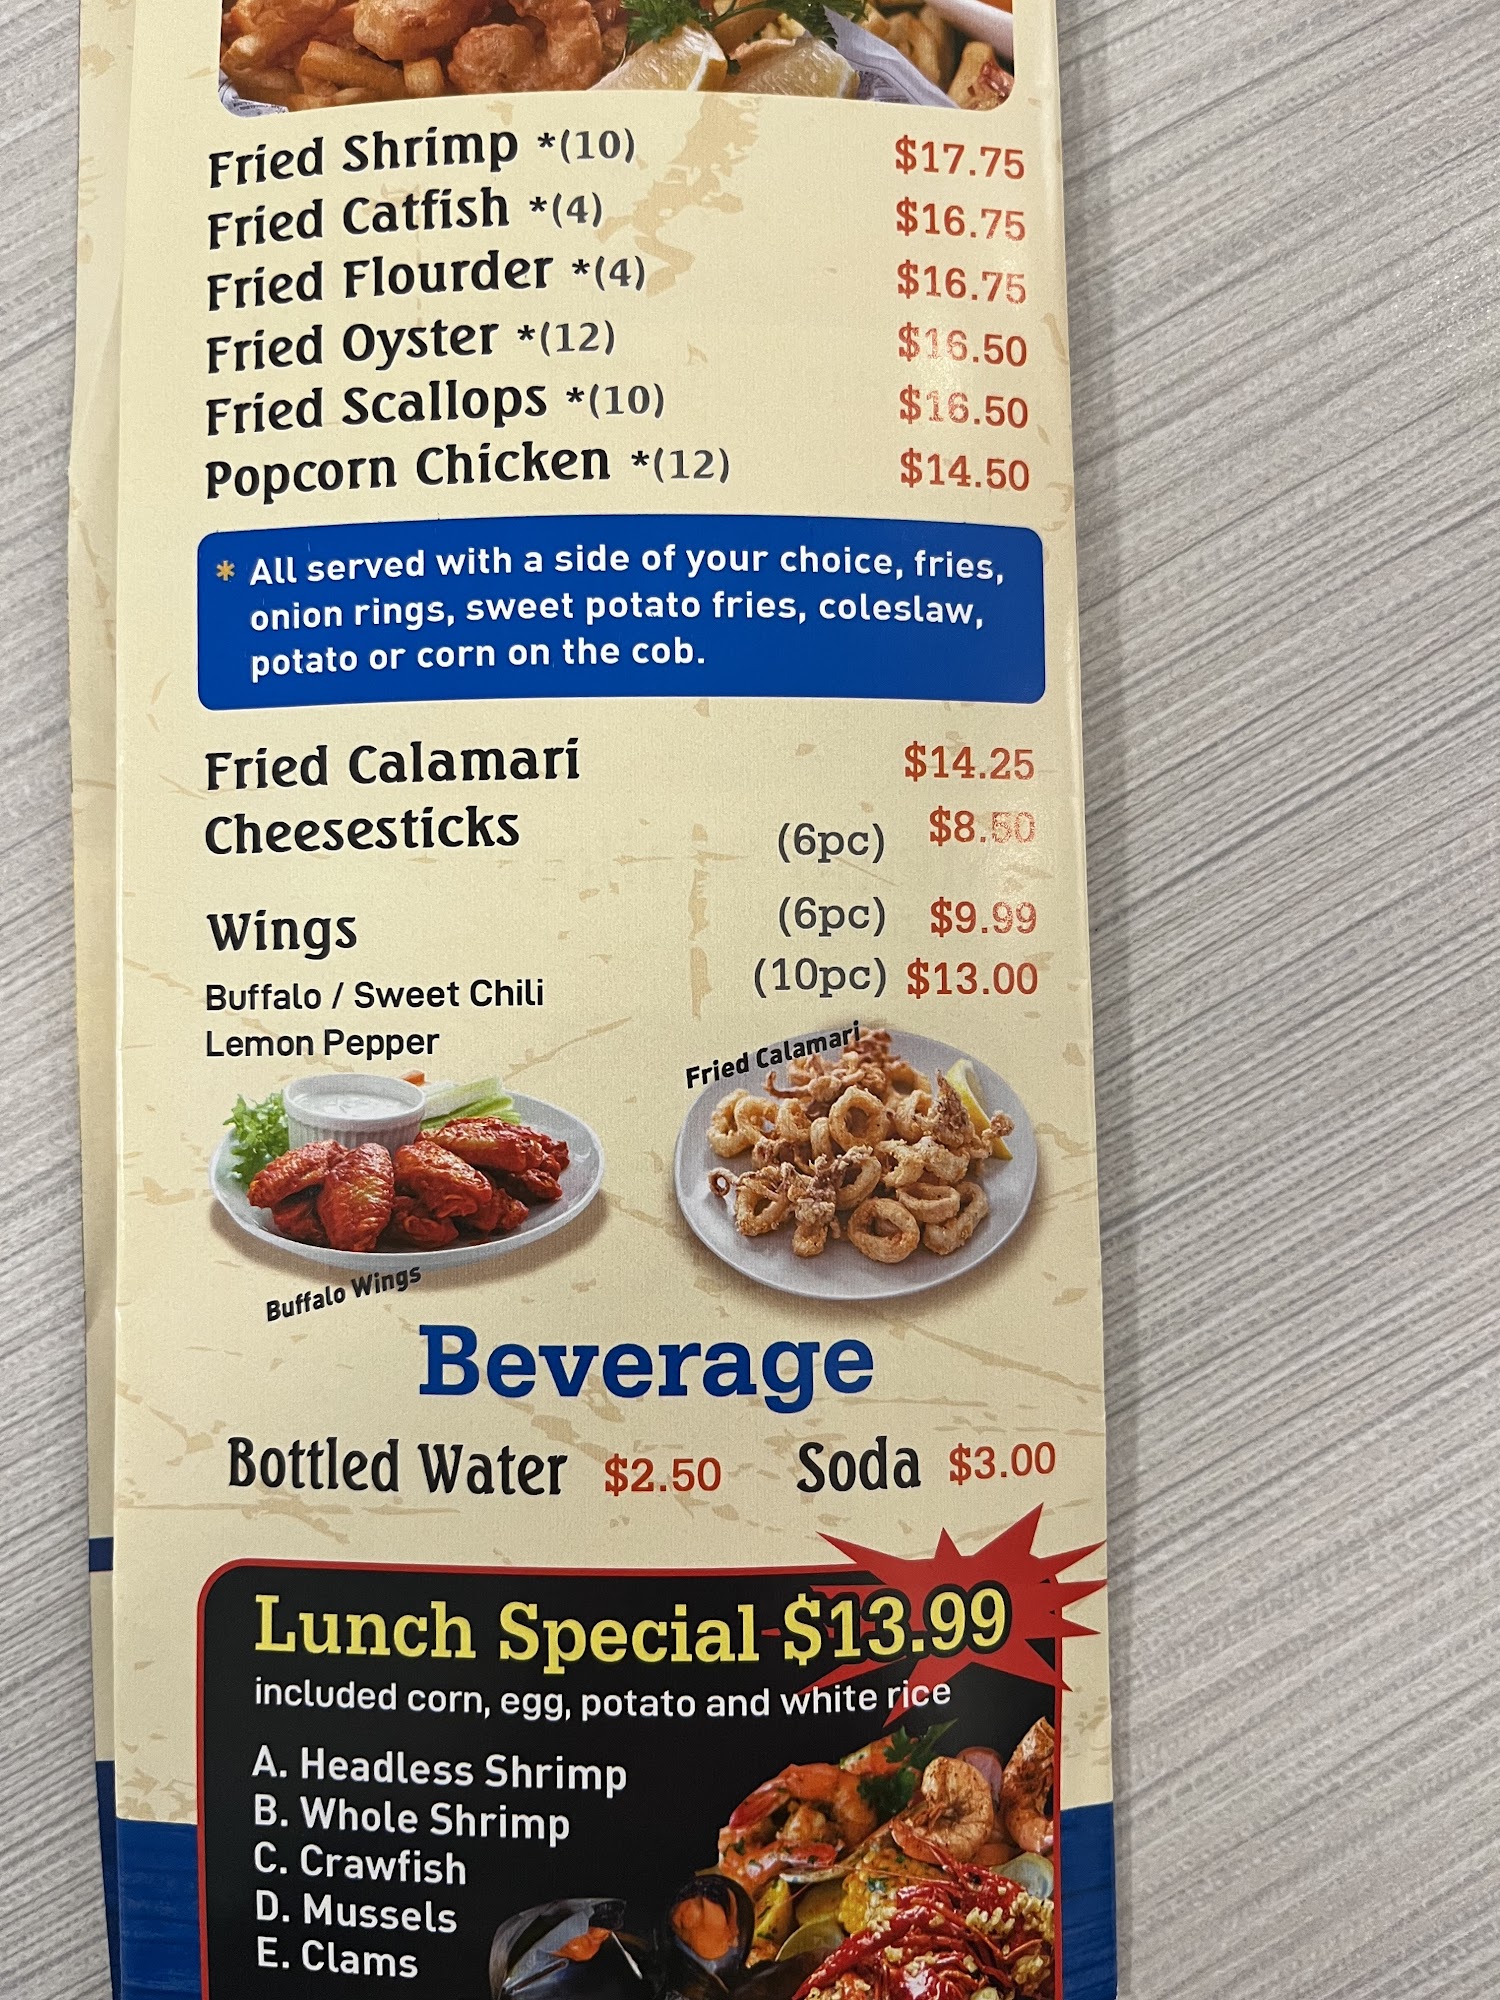 Fried Shrimp *(10) $17.75
Fried Catfish *(4) $16.75
Fried Flourder *(4) $16.75
Fried Oyster *(12) $16.50
Fried Scallops *(10) $16.50
Popcorn Chicken *(12) $14.50
* All served with a side of your choice, fries,
onion rings, sweet potato fries, coleslaw,
potato or corn on the cob.
Fried Calamari $14.25
Cheesesticks (6pc) $8.50
Wings (6pc) $9.99
(10pc) $13.00
Buffalo / Sweet Chili
Lemon Pepper
Fried Calamari
Buffalo Wings
Beverage
Bottled Water $2.50 Soda $3.00
Lunch Special $13.99
included corn, egg, potato and white rice
A. Headless Shrimp
B. Whole Shrimp
C. Crawfish
D. Mussels
E. Clams